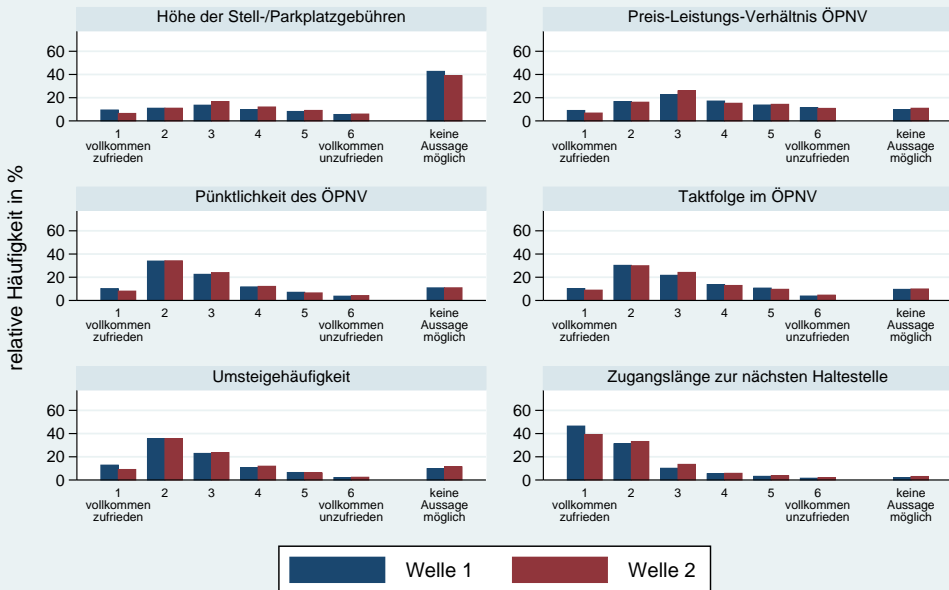 Höhe der Stell-/Parkplatzgebühren
60
40
20
0
1 2 3 4 5 6 keine
vollkommen vollkommen Aussage
zufrieden unzufrieden möglich
Preis-Leistungs-Verhältnis ÖPNV
60
40
20
0
1 2 3 4 5 6 keine
vollkommen vollkommen Aussage
zufrieden unzufrieden möglich
relative Häufigkeit in %
Pünktlichkeit des ÖPNV
60
40
20
0
1 2 3 4 5 6 keine
vollkommen vollkommen Aussage
zufrieden unzufrieden möglich
Taktfolge im ÖPNV
60
40
20
0
1 2 3 4 5 6 keine
vollkommen vollkommen Aussage
zufrieden unzufrieden möglich
Umsteigehäufigkeit
60
40
20
0
1 2 3 4 5 6 keine
vollkommen vollkommen Aussage
zufrieden unzufrieden möglich
Zugangslänge zur nächsten Haltestelle
60
40
20
0
1 2 3 4 5 6 keine
vollkommen vollkommen Aussage
zufrieden unzufrieden möglich
Welle 1 Welle 2